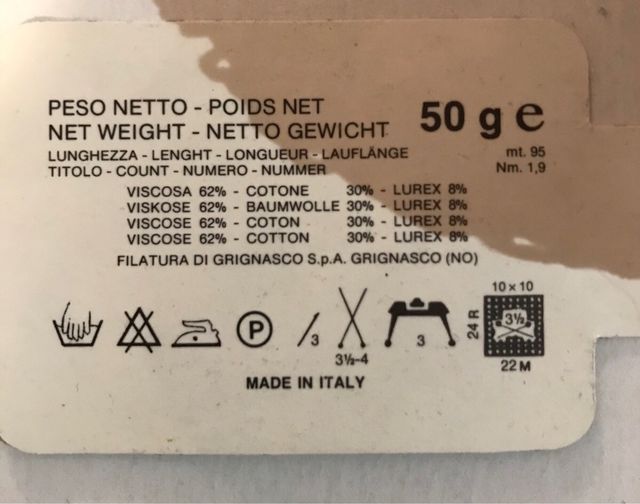 PESO NETTO - POIDS NET
NET WEIGHT - NETTO GEWICHT
50 g e
LUNGHEZZA - LENGHT - LONGUEUR - LAUFLÄNGE mt. 95
TITOLO - COUNT - NUMERO - NUMMER Nm. 1,9
VISCOSA 62% - COTONE 30% - LUREX 8%
VISKOSE 62% - BAUMWOLLE 30% - LUREX 8%
VISCOSE 62% - COTON 30% - LUREX 8%
VISCOSE 62% - COTTON 30% - LUREX 8%
FILATURA DI GRIGNASCO S.p.A. GRIGNASCO (NO)
10 x 10
P 3 3½-4 3 24 R 3½
22 M
MADE IN ITALY